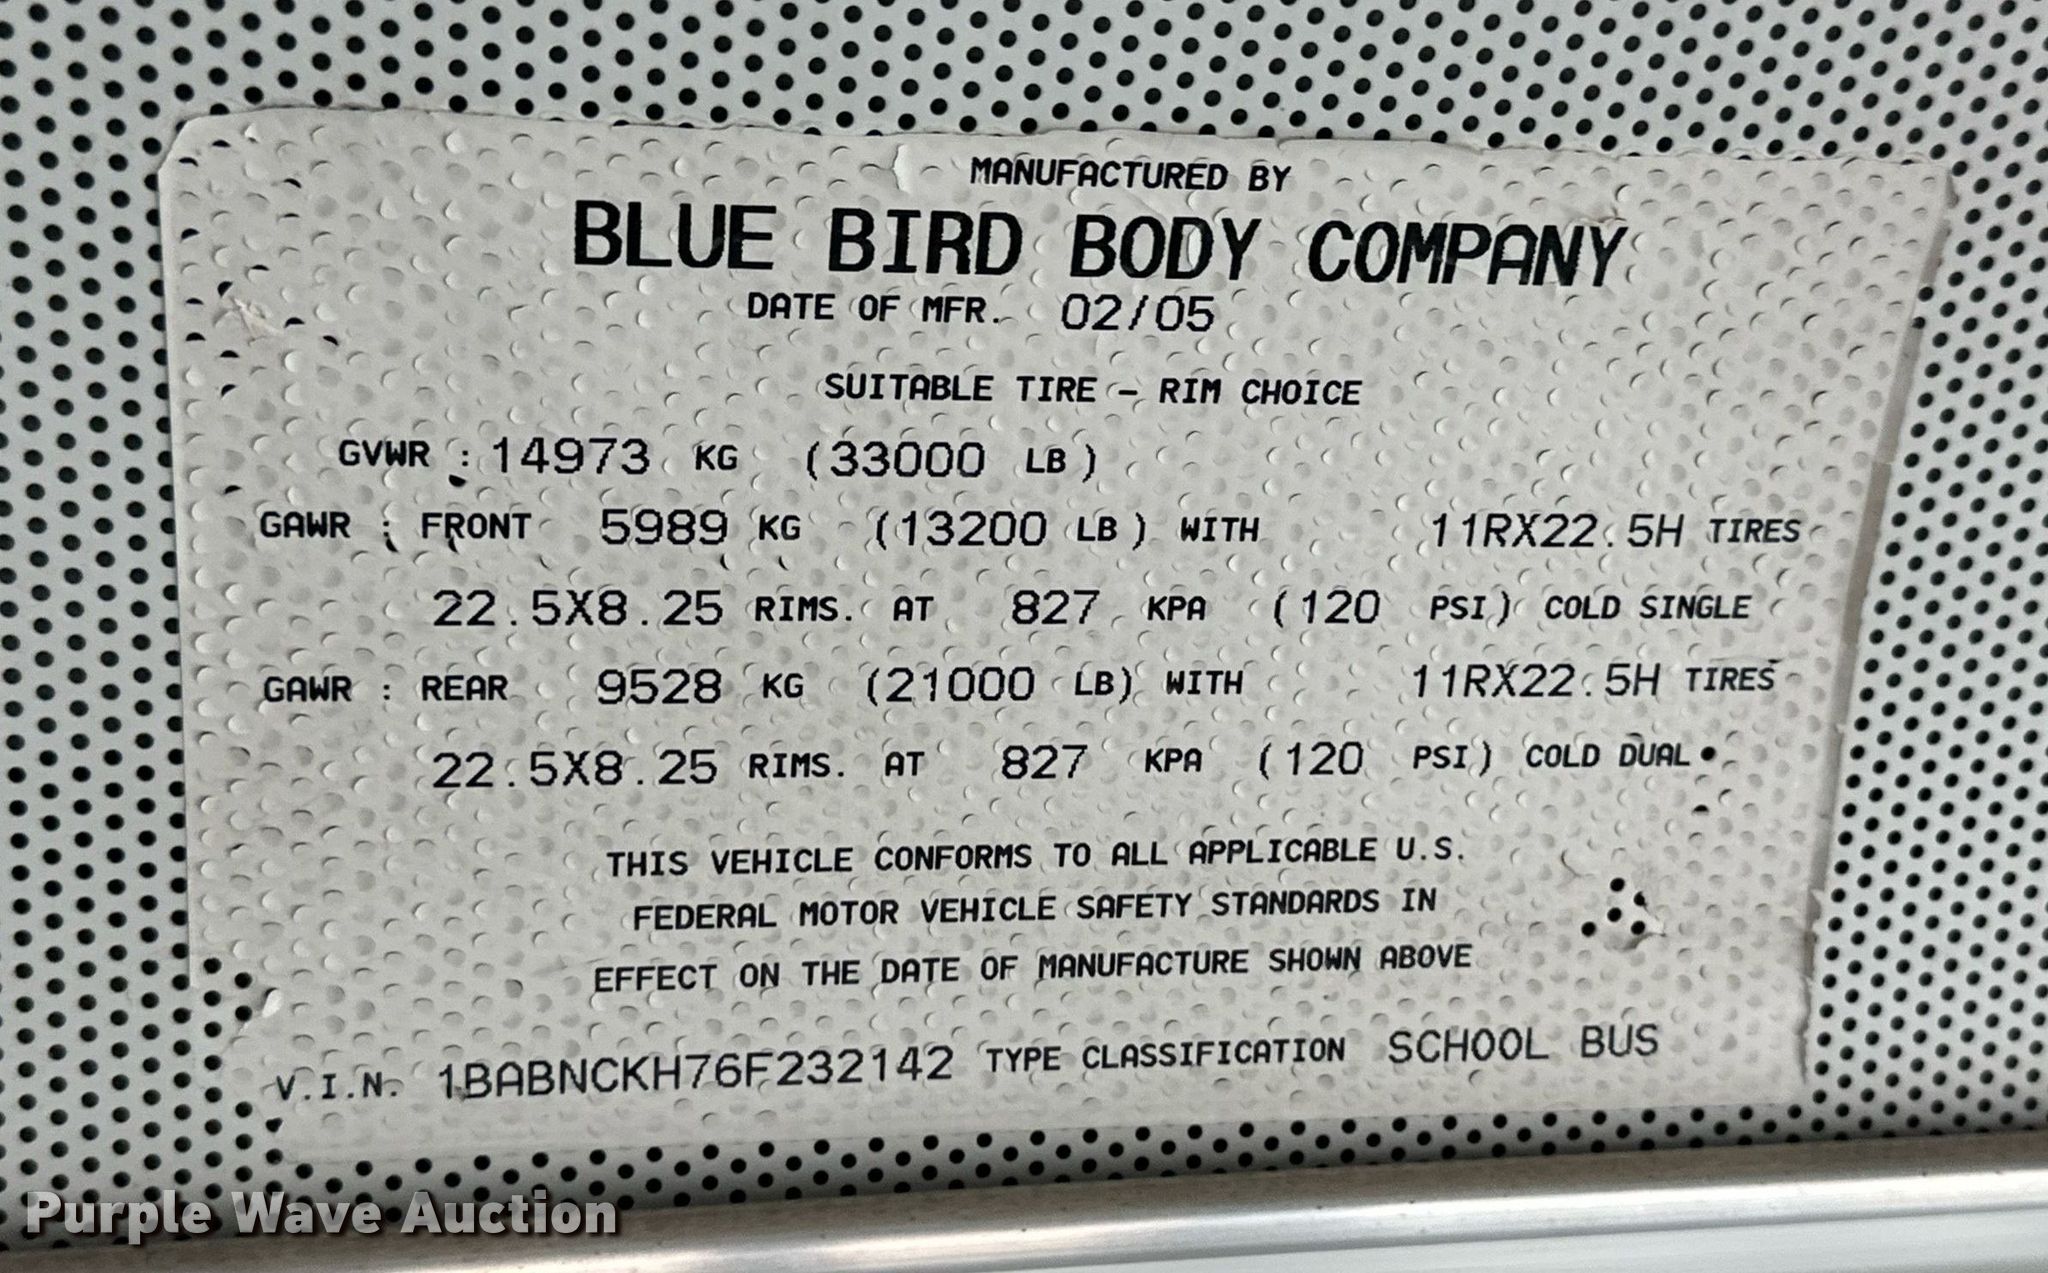 MANUFACTURED BY
BLUE BIRD BODY COMPANY
DATE OF MFR. 02/05
SUITABLE TIRE - RIM CHOICE
GVWR : 14973 KG (33000 LB)
GAWR : FRONT 5989 KG (13200 LB) WITH 11RX22.5H TIRES
22.5X8.25 RIMS. AT 827 KPA (120 PSI) COLD SINGLE
GAWR : REAR 9528 KG (21000 LB) WITH 11RX22.5H TIRES
22.5X8.25 RIMS. AT 827 KPA (120 PSI) COLD DUAL
THIS VEHICLE CONFORMS TO ALL APPLICABLE U.S.
FEDERAL MOTOR VEHICLE SAFETY STANDARDS IN
EFFECT ON THE DATE OF MANUFACTURE SHOWN ABOVE
V.I.N. 1BABNCKH76F232142 TYPE CLASSIFICATION SCHOOL BUS
Purple Wave Auction